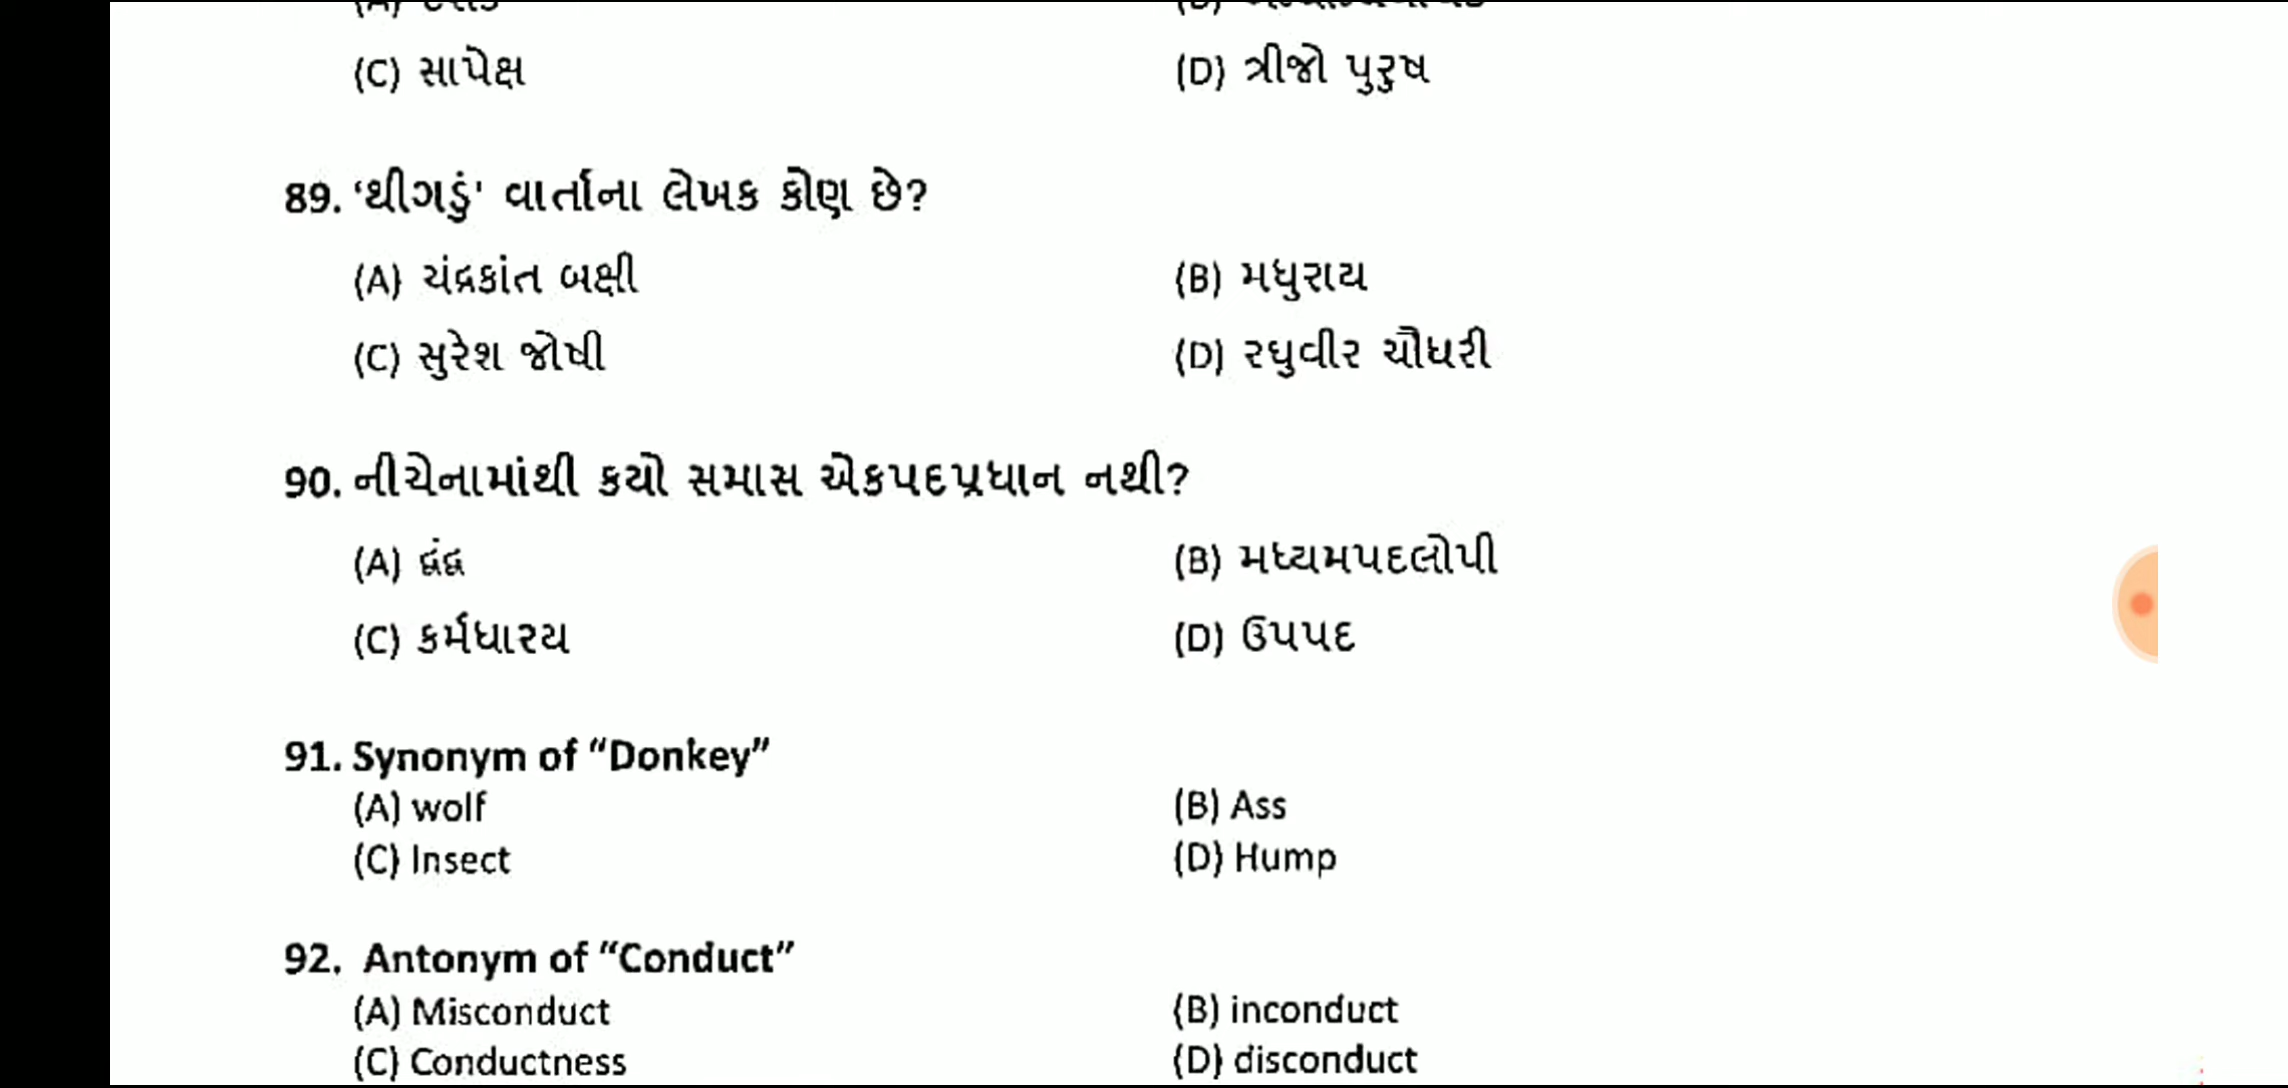 (C) સાપેક્ષ (D) ત્રીજો પુરુષ
89. ‘થીગડું' વાર્તાના લેખક કોણ છે?
(A) ચંદ્રકાંત બક્ષી (B) મધુરાય
(C) સુરેશ જોષી (D) રઘુવીર ચૌધરી
90. નીચેનામાંથી કયો સમાસ એકપદપ્રધાન નથી?
(A) દ્વંદ્વ (B) મધ્યમપદલોપી
(C) કર્મધારય (D) ઉપપદ
91. Synonym of “Donkey”
(A) wolf (B) Ass
(C) Insect (D) Hump
92. Antonym of “Conduct”
(A) Misconduct (B) inconduct
(C) Conductness (D) disconduct